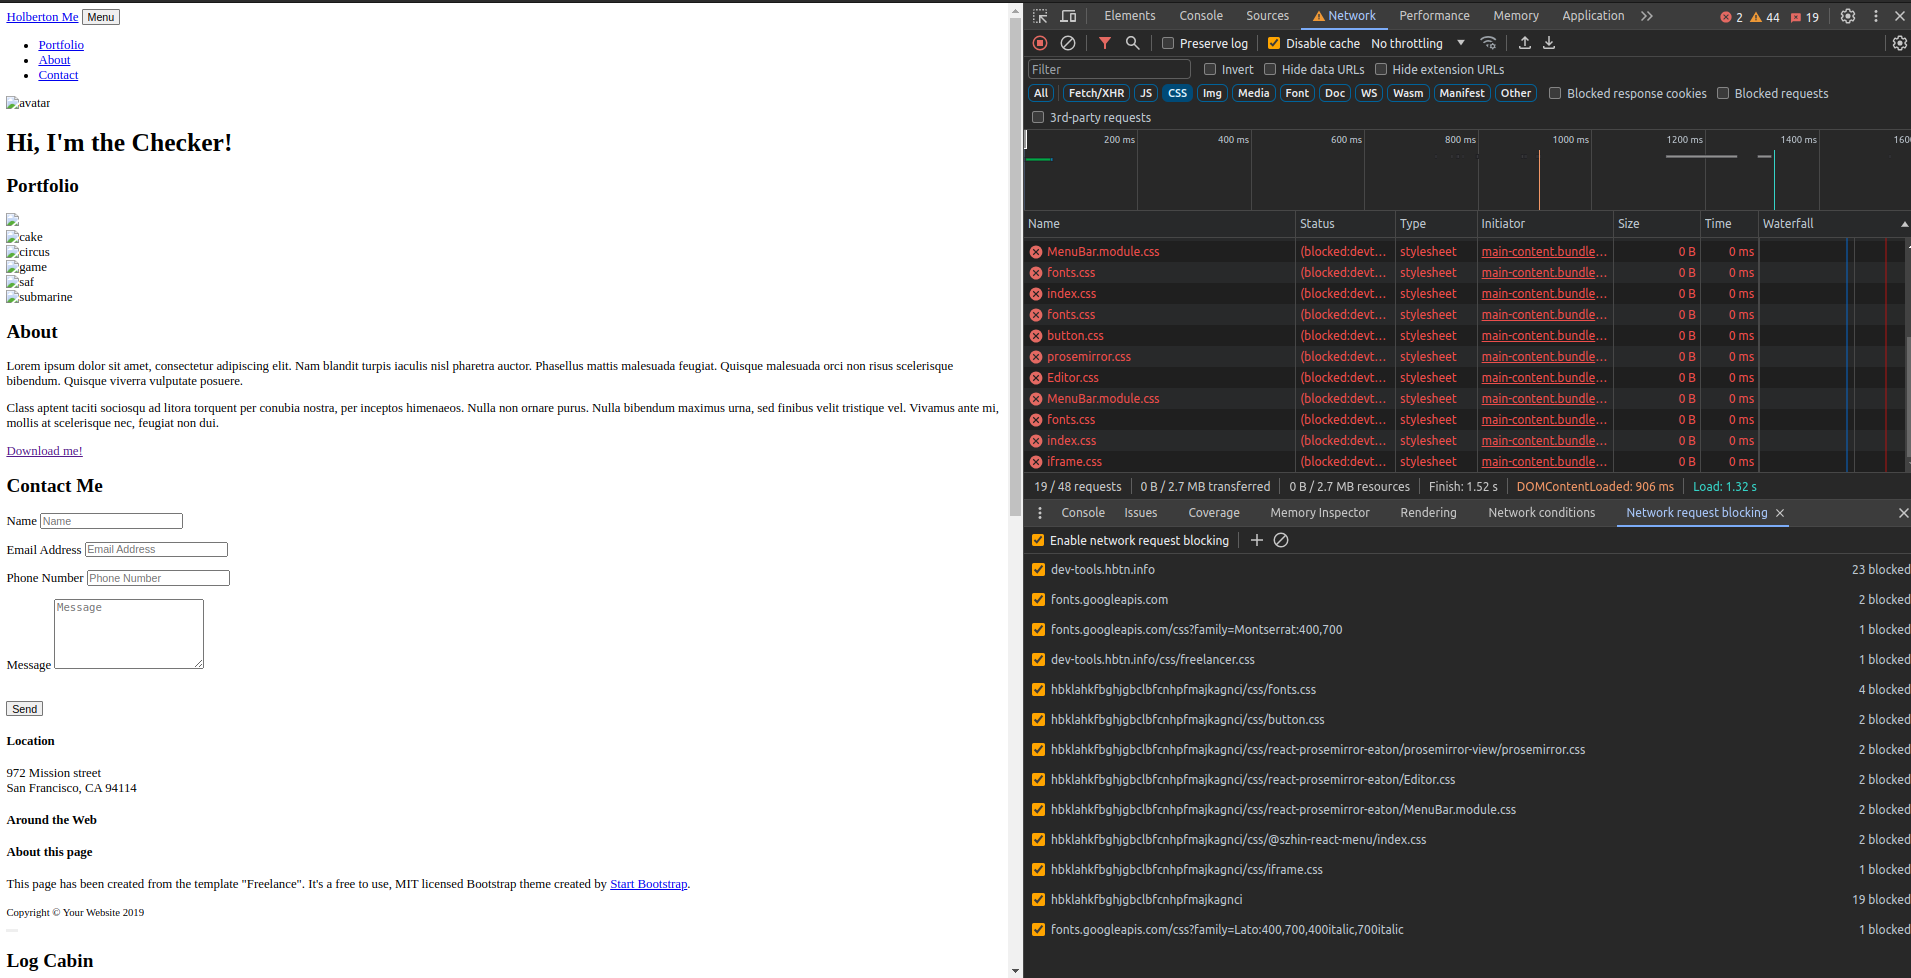 Holberton Me Menu
Portfolio
About
Contact
avatar
Hi, I'm the Checker!
Portfolio
cake
circus
game
saf
submarine
About
Lorem ipsum dolor sit amet, consectetur adipiscing elit. Nam blandit turpis iaculis nisl pharetra auctor. Phasellus mattis malesuada feugiat. Quisque malesuada orci non risus scelerisque
bibendum. Quisque viverra vulputate posuere.
Class aptent taciti sociosqu ad litora torquent per conubia nostra, per inceptos himenaeos. Nulla non ornare purus. Nulla bibendum maximus urna, sed finibus velit tristique vel. Vivamus ante mi,
mollis at scelerisque nec, feugiat non dui.
Download me!
Contact Me
Name Name
Email Address Email Address
Phone Number Phone Number
Message
Message
Send
Location
972 Mission street
San Francisco, CA 94114
Around the Web
About this page
This page has been created from the template "Freelance". It's a free to use, MIT licensed Bootstrap theme created by Start Bootstrap.
Copyright © Your Website 2019
Log Cabin
Elements Console Sources Network Performance Memory Application 2 44 19
Preserve log Disable cache No throttling
Filter Invert Hide data URLs Hide extension URLs
All Fetch/XHR JS CSS Img Media Font Doc WS Wasm Manifest Other Blocked response cookies Blocked requests
3rd-party requests
200 ms 400 ms 600 ms 800 ms 1000 ms 1200 ms 1400 ms 1600
Name Status Type Initiator Size Time Waterfall
MenuBar.module.css (blocked:devt... stylesheet main-content.bundle... 0 B 0 ms
fonts.css (blocked:devt... stylesheet main-content.bundle... 0 B 0 ms
index.css (blocked:devt... stylesheet main-content.bundle... 0 B 0 ms
fonts.css (blocked:devt... stylesheet main-content.bundle... 0 B 0 ms
button.css (blocked:devt... stylesheet main-content.bundle... 0 B 0 ms
prosemirror.css (blocked:devt... stylesheet main-content.bundle... 0 B 0 ms
Editor.css (blocked:devt... stylesheet main-content.bundle... 0 B 0 ms
MenuBar.module.css (blocked:devt... stylesheet main-content.bundle... 0 B 0 ms
fonts.css (blocked:devt... stylesheet main-content.bundle... 0 B 0 ms
index.css (blocked:devt... stylesheet main-content.bundle... 0 B 0 ms
iframe.css (blocked:devt... stylesheet main-content.bundle... 0 B 0 ms
19 / 48 requests 0 B / 2.7 MB transferred 0 B / 2.7 MB resources Finish: 1.52 s DOMContentLoaded: 906 ms Load: 1.32 s
Console Issues Coverage Memory Inspector Rendering Network conditions Network request blocking
Enable network request blocking
dev-tools.hbtn.info 23 blocked
fonts.googleapis.com 2 blocked
fonts.googleapis.com/css?family=Montserrat:400,700 1 blocked
dev-tools.hbtn.info/css/freelancer.css 1 blocked
hbklahkfbghjgbclbfcnhpfmajkagnci/css/fonts.css 4 blocked
hbklahkfbghjgbclbfcnhpfmajkagnci/css/button.css 2 blocked
hbklahkfbghjgbclbfcnhpfmajkagnci/css/react-prosemirror-eaton/prosemirror-view/prosemirror.css 2 blocked
hbklahkfbghjgbclbfcnhpfmajkagnci/css/react-prosemirror-eaton/Editor.css 2 blocked
hbklahkfbghjgbclbfcnhpfmajkagnci/css/react-prosemirror-eaton/MenuBar.module.css 2 blocked
hbklahkfbghjgbclbfcnhpfmajkagnci/css/@szhin-react-menu/index.css 2 blocked
hbklahkfbghjgbclbfcnhpfmajkagnci/css/iframe.css 1 blocked
hbklahkfbghjgbclbfcnhpfmajkagnci 19 blocked
fonts.googleapis.com/css?family=Lato:400,700,400italic,700italic 1 blocked